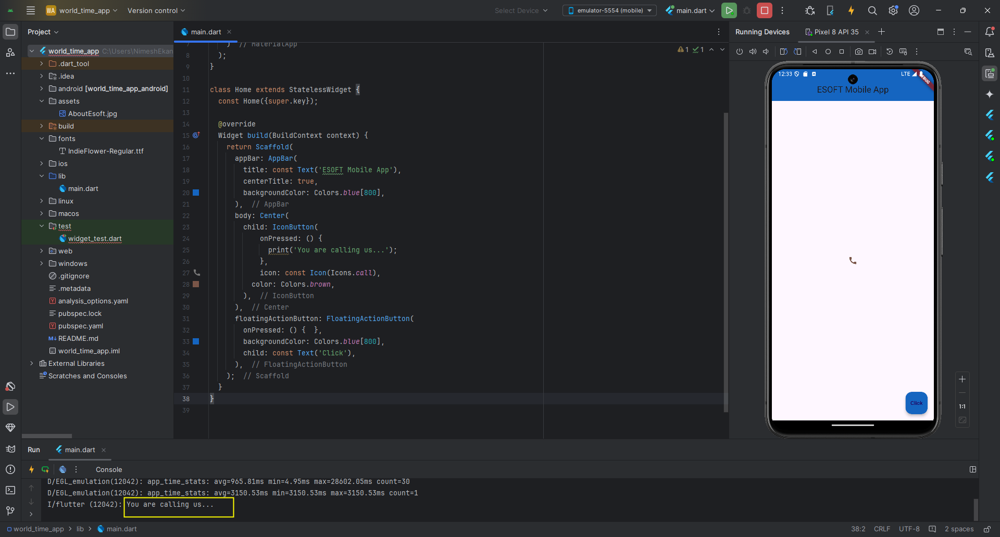 WA world_time_app Version control Select Device emulator-5554 (mobile) main.dart
Project
world_time_app C:\Users\NimeshEkan
.dart_tool
.idea
android [world_time_app_android]
assets
AboutEsoft.jpg
build
fonts
IndieFlower-Regular.ttf
ios
lib
main.dart
linux
macos
test
widget_test.dart
web
windows
.gitignore
.metadata
analysis_options.yaml
pubspec.lock
pubspec.yaml
README.md
world_time_app.iml
External Libraries
Scratches and Consoles
main.dart
1 1
7 ) // MaterialApp
8 );
9 }
10
11 class Home extends StatelessWidget {
12 const Home({super.key});
13
14 @override
15 Widget build(BuildContext context) {
16 return Scaffold(
17 appBar: AppBar(
18 title: const Text('ESOFT Mobile App'),
19 centerTitle: true,
20 backgroundColor: Colors.blue[800],
21 ), // AppBar
22 body: Center(
23 child: IconButton(
24 onPressed: () {
25 print('You are calling us...');
26 },
27 icon: const Icon(Icons.call),
28 color: Colors.brown,
29 ), // IconButton
30 ), // Center
31 floatingActionButton: FloatingActionButton(
32 onPressed: () { },
33 backgroundColor: Colors.blue[800],
34 child: const Text('Click'),
35 ), // FloatingActionButton
36 ); // Scaffold
37 }
38 }
39
Running Devices Pixel 8 API 35
12:33 LTE
DEBUG
ESOFT Mobile App
Click
1:1
Run main.dart
Console
D/EGL_emulation(12042): app_time_stats: avg=965.81ms min=4.95ms max=28602.05ms count=30
D/EGL_emulation(12042): app_time_stats: avg=3150.53ms min=3150.53ms max=3150.53ms count=1
I/flutter (12042): You are calling us...
world_time_app > lib > main.dart 38:2 CRLF UTF-8 2 spaces